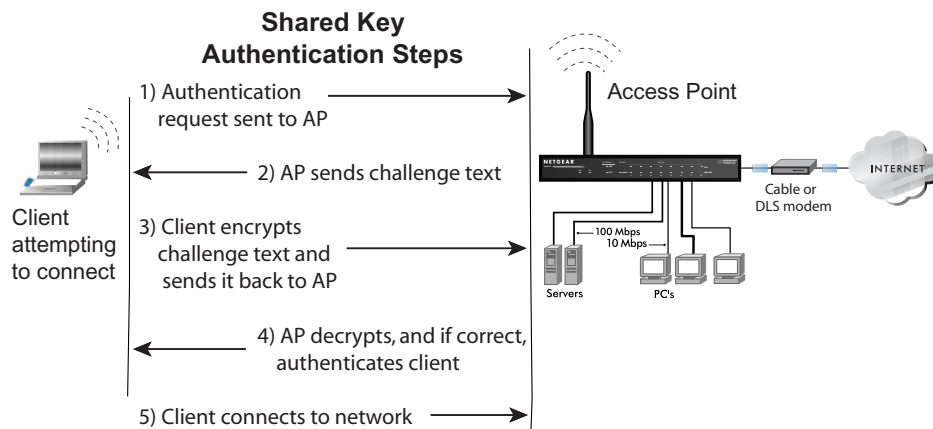 Shared Key
Authentication Steps
1) Authentication
request sent to AP
Access Point
NETGEAR
2) AP sends challenge text
INTERNET
Cable or
DLS modem
Client
attempting
to connect
3) Client encrypts
challenge text and
sends it back to AP
100 Mbps
10 Mbps
Servers
PC's
4) AP decrypts, and if correct,
authenticates client
5) Client connects to network